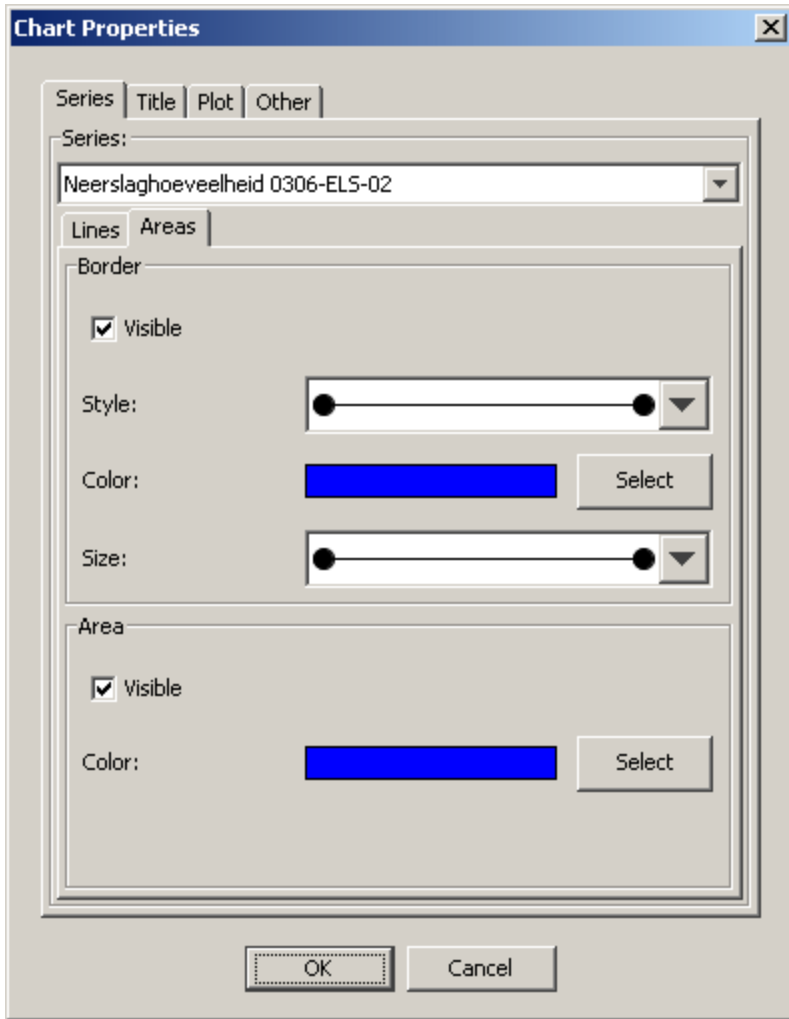 Chart Properties
Series Title Plot Other
Series:
Neerslaghoeveelheid 0306-ELS-02
Lines Areas
Border
Visible
Style:
Color: Select
Size:
Area
Visible
Color: Select
OK Cancel